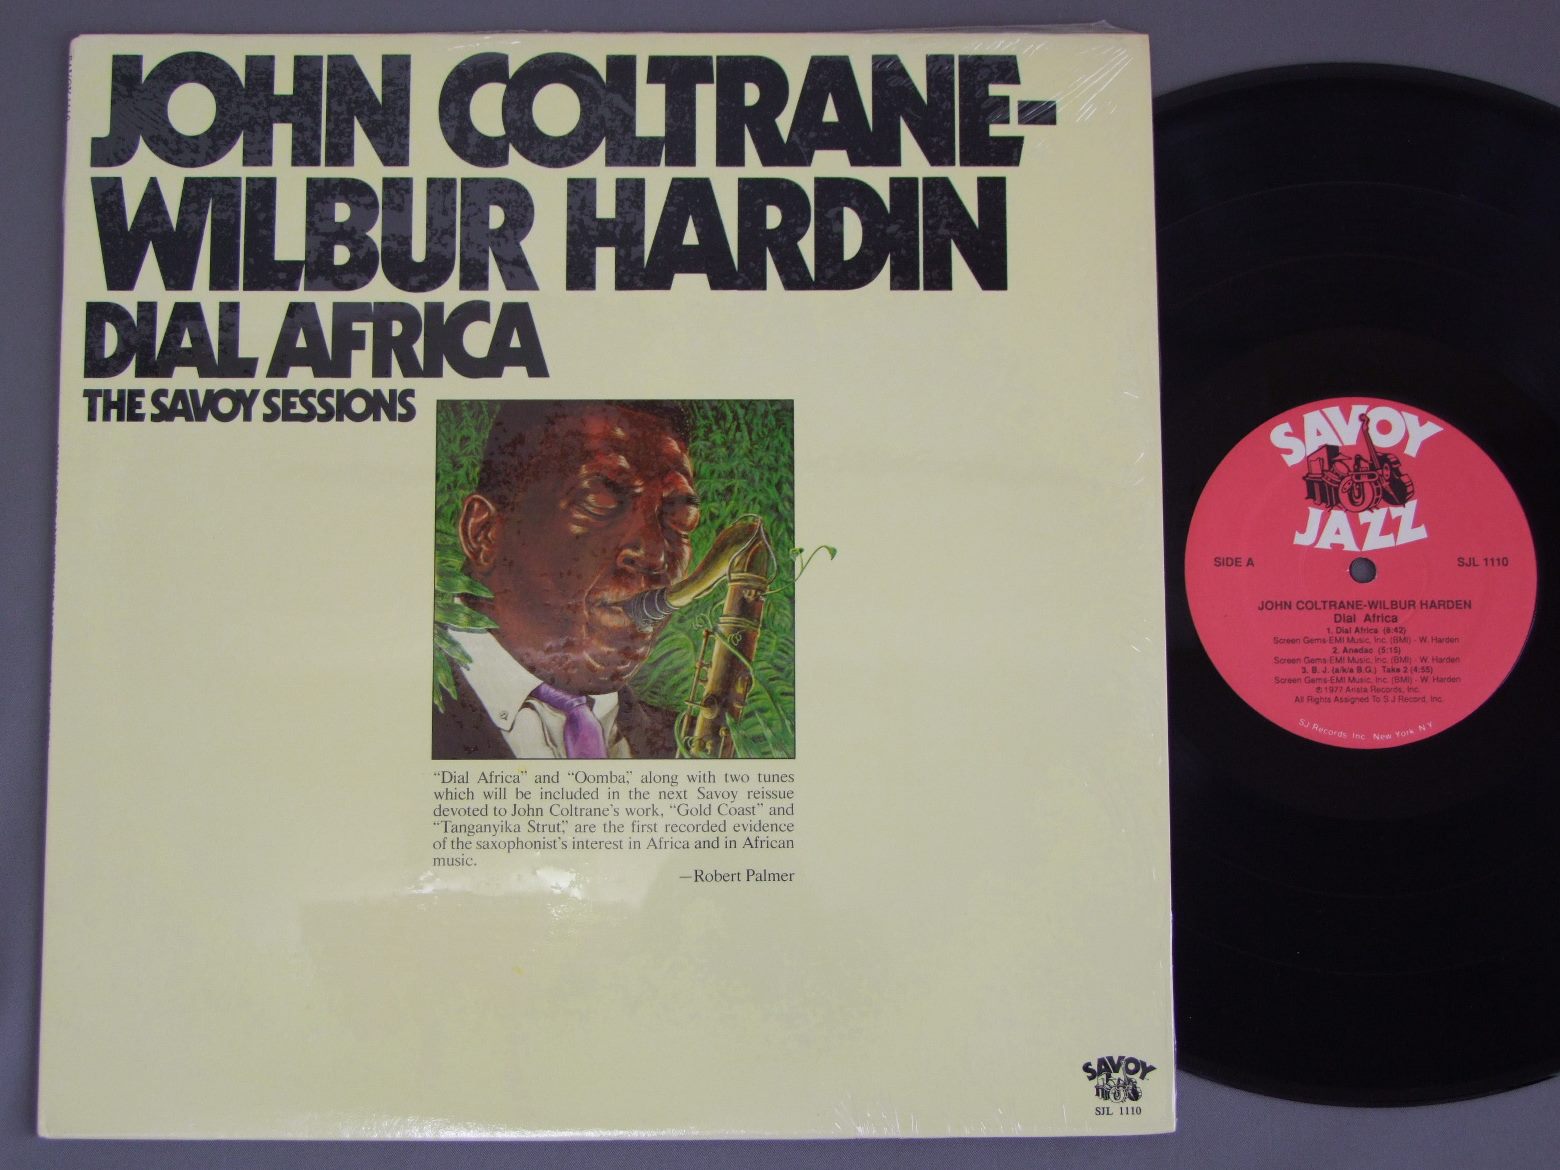 JOHN COLTRANE-
WILBUR HARDIN
DIAL AFRICA
THE SAVOY SESSIONS
“Dial Africa” and “Oomba,” along with two tunes
which will be included in the next Savoy reissue
devoted to John Coltrane’s work, “Gold Coast” and
“Tanganyika Strut,” are the first recorded evidence
of the saxophonist’s interest in Africa and in African
music.
—Robert Palmer
SAVOY
SJL 1110
SAVOY
JAZZ
SIDE A
SJL 1110
JOHN COLTRANE-WILBUR HARDEN
Dial Africa
1. Dial Africa (8:42)
Screen Gems-EMI Music, Inc. (BMI) - W. Harden
2. Anedac (5:15)
Screen Gems-EMI Music, Inc. (BMI) - W. Harden
3. B. J. (a/k/a B.G.) Take 2 (4:55)
Screen Gems-EMI Music, Inc. (BMI) - W. Harden
℗ 1977 Arista Records, Inc.
All Rights Assigned To S J Record, Inc.
SJ Records Inc. New York N Y